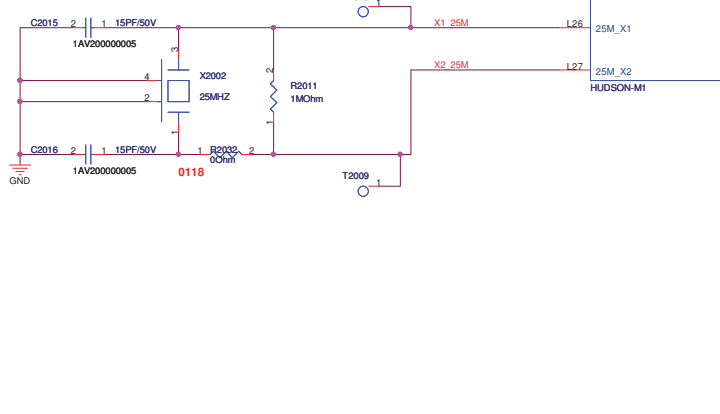 1
C2015 2 1 15PF/50V
1AV200000005
X1_25M
L26
25M_X1
3
2
X2_25M
L27
25M_X2
4
X2002
R2011
HUDSON-M1
2
25MHZ
1MOhm
1
1
C2016 2 1 15PF/50V
1 R2032 2
0Ohm
1AV200000005
0118
GND
T2009
1